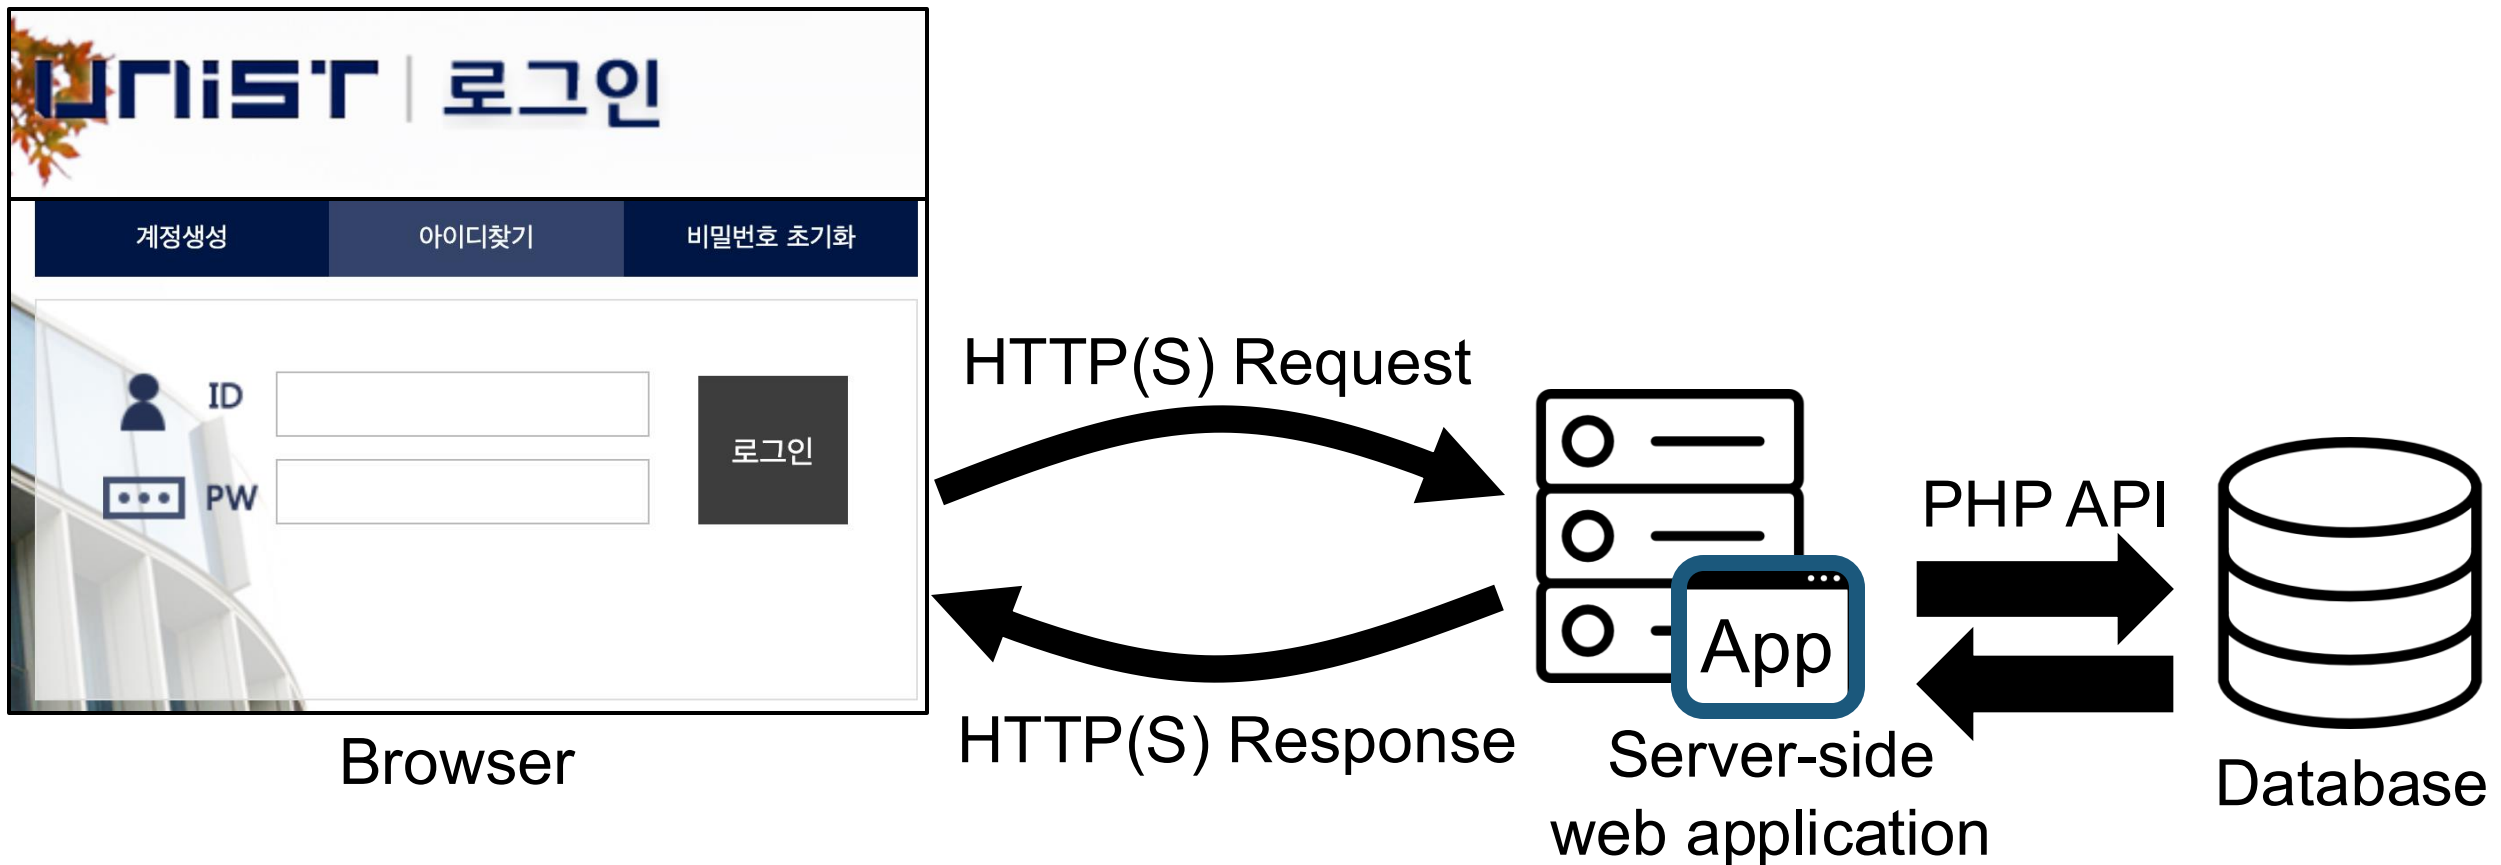 UNIST | 로그인
계정생성 아이디찾기 비밀번호 초기화
ID
PW
로그인
Browser
HTTP(S) Request
HTTP(S) Response
App
Server-side
web application
PHP API
Database